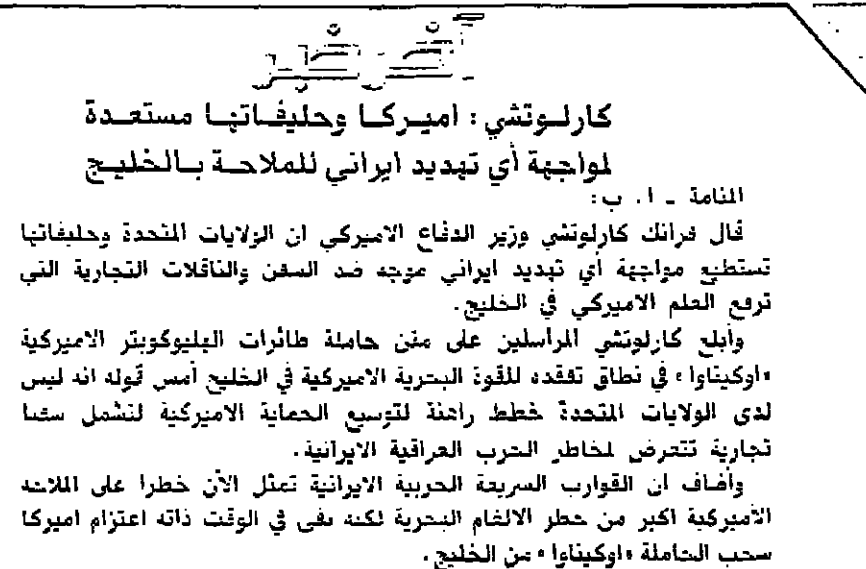 آخر خبر
كارلوتشي : اميركا وحليفاتها مستعدة
لمواجهة أي تهديد ايراني للملاحة بالخليج
المنامة - ا . ب :
قال فرانك كارلوتشي وزير الدفاع الاميركي ان الولايات المتحدة وحليفاتها
تستطيع مواجهة أي تهديد ايراني موجه ضد السفن والناقلات التجارية التي
ترفع العلم الاميركي في الخليج .
وأبلغ كارلوتشي المراسلين على متن حاملة طائرات الهليوكوبتر الاميركية
«اوكيناوا» في نطاق تفقده للقوة البحرية الاميركية في الخليج أمس قوله انه ليس
لدى الولايات المتحدة خطط راهنة لتوسيع الحماية الاميركية لتشمل سفنا
تجارية تتعرض لمخاطر الحرب العراقية الايرانية .
وأضاف ان القوارب السريعة الحربية الايرانية تمثل الآن خطرا على الملاحة
الأميركية اكبر من خطر الالغام البحرية لكنه نفى في الوقت ذاته اعتزام اميركا
سحب الحاملة «اوكيناوا» من الخليج .